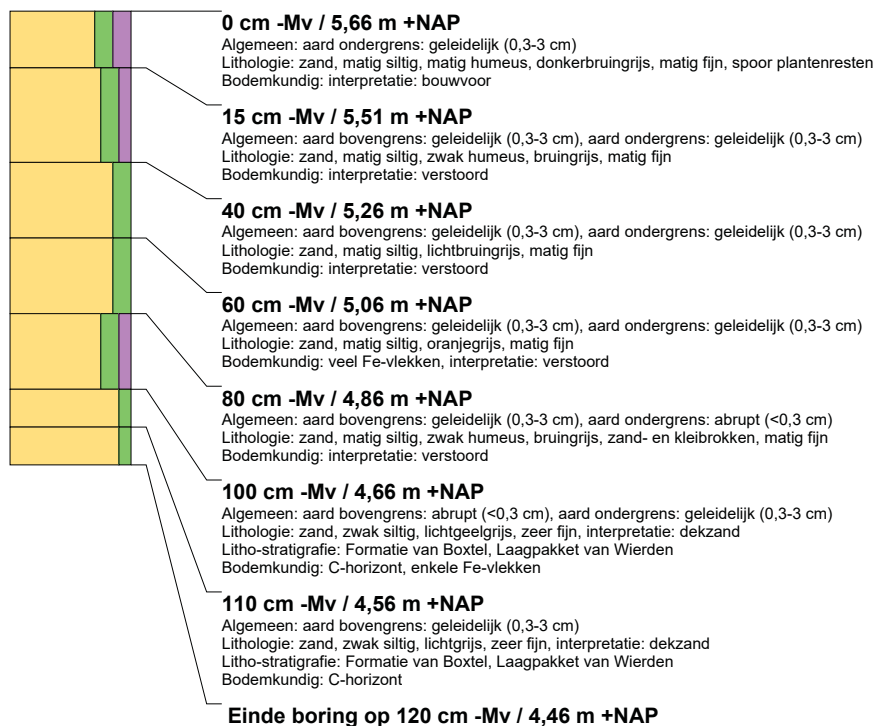 0 cm -Mv / 5,66 m +NAP
Algemeen: aard ondergrens: geleidelijk (0,3-3 cm)
Lithologie: zand, matig siltig, matig humeus, donkerbruingrijs, matig fijn, spoor plantenresten
Bodemkundig: interpretatie: bouwvoor
15 cm -Mv / 5,51 m +NAP
Algemeen: aard bovengrens: geleidelijk (0,3-3 cm), aard ondergrens: geleidelijk (0,3-3 cm)
Lithologie: zand, matig siltig, zwak humeus, bruingrijs, matig fijn
Bodemkundig: interpretatie: verstoord
40 cm -Mv / 5,26 m +NAP
Algemeen: aard bovengrens: geleidelijk (0,3-3 cm), aard ondergrens: geleidelijk (0,3-3 cm)
Lithologie: zand, matig siltig, lichtbruingrijs, matig fijn
Bodemkundig: interpretatie: verstoord
60 cm -Mv / 5,06 m +NAP
Algemeen: aard bovengrens: geleidelijk (0,3-3 cm), aard ondergrens: geleidelijk (0,3-3 cm)
Lithologie: zand, matig siltig, oranjegrijs, matig fijn
Bodemkundig: veel Fe-vlekken, interpretatie: verstoord
80 cm -Mv / 4,86 m +NAP
Algemeen: aard bovengrens: geleidelijk (0,3-3 cm), aard ondergrens: abrupt (<0,3 cm)
Lithologie: zand, matig siltig, zwak humeus, bruingrijs, zand- en kleibrokken, matig fijn
Bodemkundig: interpretatie: verstoord
100 cm -Mv / 4,66 m +NAP
Algemeen: aard bovengrens: abrupt (<0,3 cm), aard ondergrens: geleidelijk (0,3-3 cm)
Lithologie: zand, zwak siltig, lichtgeelgrijs, zeer fijn, interpretatie: dekzand
Litho-stratigrafie: Formatie van Boxtel, Laagpakket van Wierden
Bodemkundig: C-horizont, enkele Fe-vlekken
110 cm -Mv / 4,56 m +NAP
Algemeen: aard bovengrens: geleidelijk (0,3-3 cm)
Lithologie: zand, zwak siltig, lichtgrijs, zeer fijn, interpretatie: dekzand
Litho-stratigrafie: Formatie van Boxtel, Laagpakket van Wierden
Bodemkundig: C-horizont
Einde boring op 120 cm -Mv / 4,46 m +NAP